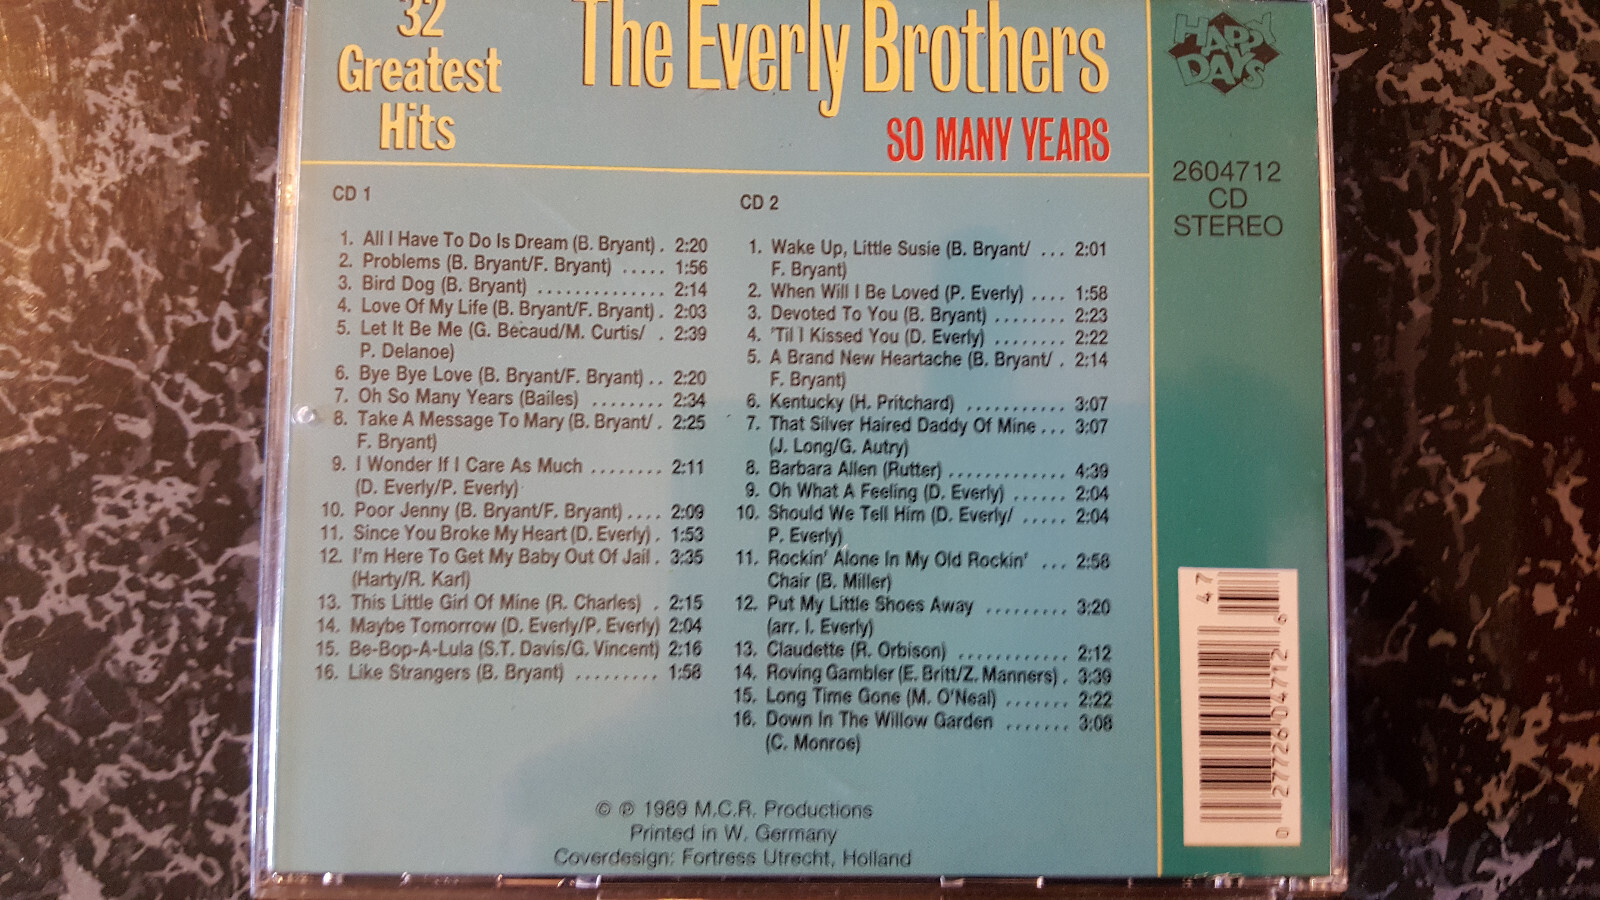 32
Greatest
Hits
The Everly Brothers
SO MANY YEARS
HAPPY
DAYS
2604712
CD
STEREO
CD 1
1. All I Have To Do Is Dream (B. Bryant) . 2:20
2. Problems (B. Bryant/F. Bryant) ..... 1:56
3. Bird Dog (B. Bryant) .............. 2:14
4. Love Of My Life (B. Bryant/F. Bryant) . 2:03
5. Let It Be Me (G. Becaud/M. Curtis/ . 2:39
P. Delanoe)
6. Bye Bye Love (B. Bryant/F. Bryant) .. 2:20
7. Oh So Many Years (Bailes) ........ 2:34
8. Take A Message To Mary (B. Bryant/ . 2:25
F. Bryant)
9. I Wonder If I Care As Much ........ 2:11
(D. Everly/P. Everly)
10. Poor Jenny (B. Bryant/F. Bryant) .... 2:09
11. Since You Broke My Heart (D. Everly) . 1:53
12. I'm Here To Get My Baby Out Of Jail . 3:35
(Harty/R. Karl)
13. This Little Girl Of Mine (R. Charles) . 2:15
14. Maybe Tomorrow (D. Everly/P. Everly) 2:04
15. Be-Bop-A-Lula (S.T. Davis/G. Vincent) 2:16
16. Like Strangers (B. Bryant) ......... 1:58
CD 2
1. Wake Up, Little Susie (B. Bryant/ ... 2:01
F. Bryant)
2. When Will I Be Loved (P. Everly) .... 1:58
3. Devoted To You (B. Bryant) ........ 2:23
4. 'Til I Kissed You (D. Everly) ........ 2:22
5. A Brand New Heartache (B. Bryant/ . 2:14
F. Bryant)
6. Kentucky (H. Pritchard) ........... 3:07
7. That Silver Haired Daddy Of Mine ... 3:07
(J. Long/G. Autry)
8. Barbara Allen (Rutter) ............ 4:39
9. Oh What A Feeling (D. Everly) ...... 2:04
10. Should We Tell Him (D. Everly/ ..... 2:04
P. Everly)
11. Rockin' Alone In My Old Rockin' ... 2:58
Chair (B. Miller)
12. Put My Little Shoes Away ......... 3:20
(arr. I. Everly)
13. Claudette (R. Orbison) ............ 2:12
14. Roving Gambler (E. Britt/Z. Manners) . 3:39
15. Long Time Gone (M. O'Neal) ....... 2:22
16. Down In The Willow Garden ....... 3:08
(C. Monroe)
© ℗ 1989 M.C.R. Productions
Printed in W. Germany
Coverdesign: Fortress Utrecht, Holland
47
0 27726 04712 6